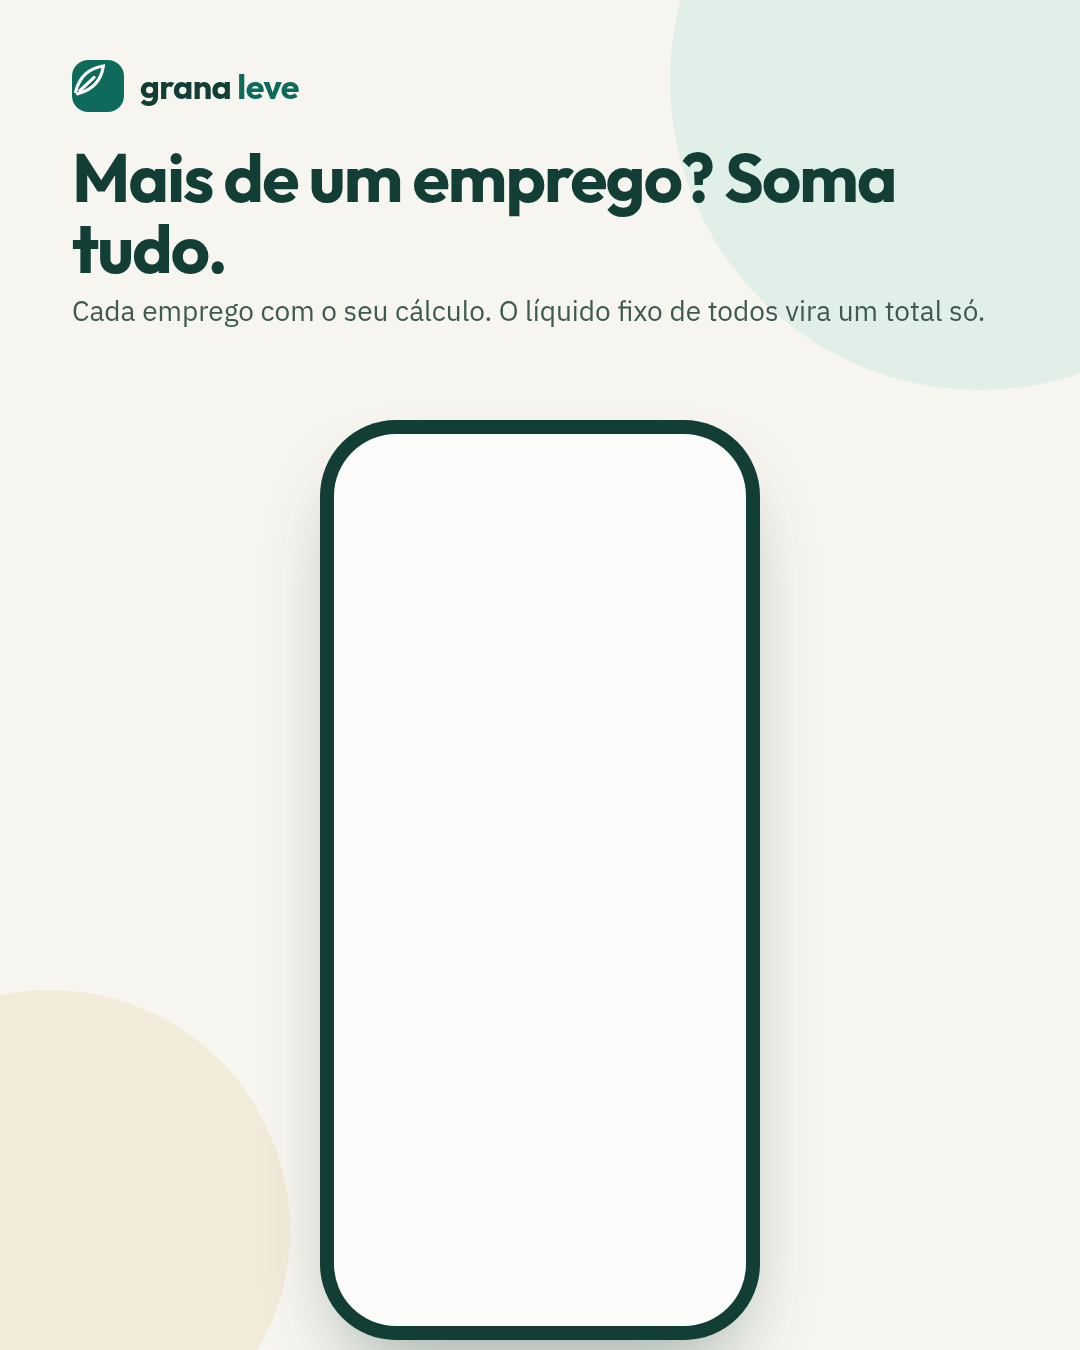 grana leve
Mais de um emprego? Soma
tudo.
Cada emprego com o seu cálculo. O líquido fixo de todos vira um total só.